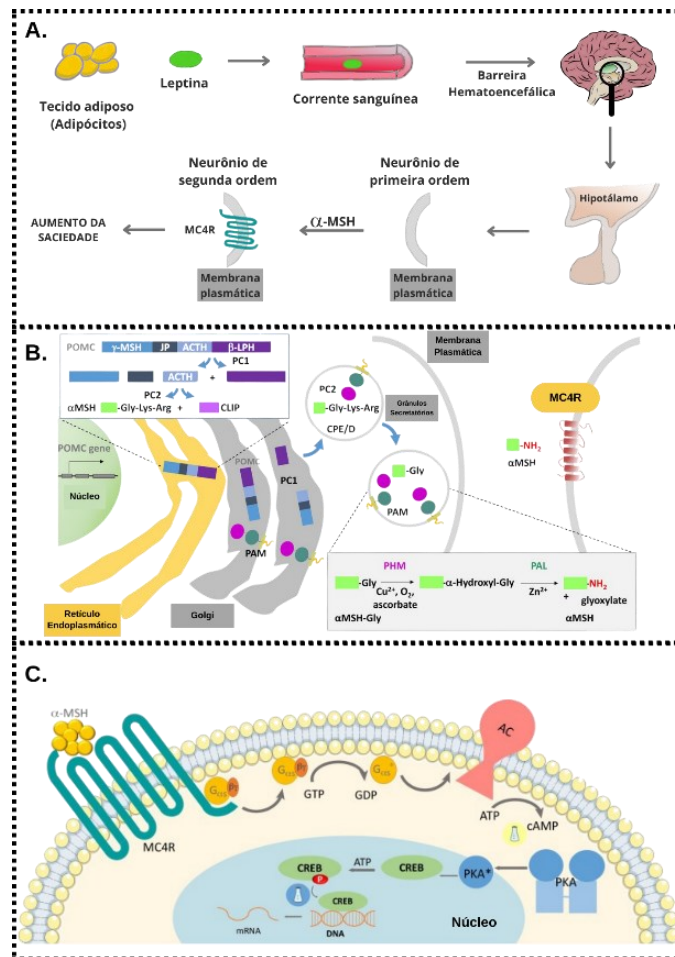 A.
Tecido adiposo
(Adipócitos)
Leptina
Corrente sanguínea
Barreira
Hematoencefálica
Hipotálamo
Neurônio de
primeira ordem
Membrana
plasmática
α-MSH
Neurônio de
segunda ordem
MC4R
Membrana
plasmática
AUMENTO DA
SACIEDADE
B.
POMC
γ-MSH JP ACTH β-LPH
PC1
ACTH +
PC2
αMSH -Gly-Lys-Arg + CLIP
POMC gene
Núcleo
Retículo
Endoplasmático
POMC
PAM
PC1
Golgi
PC2
-Gly-Lys-Arg
CPE/D
Grânulos
Secretatórios
-Gly
PAM
Membrana
Plasmática
MC4R
-NH₂
αMSH
PHM
PAL
-Gly
-α-Hydroxyl-Gly
-NH₂
Cu²⁺, O₂,
ascorbate
Zn²⁺
+ glyoxylate
αMSH-Gly
αMSH
C.
α-MSH
MC4R
Gαs
GTP
GDP
AC
ATP
cAMP
PKA
PKA*
CREB
ATP
CREB
P
CREB
mRNA
DNA
Núcleo